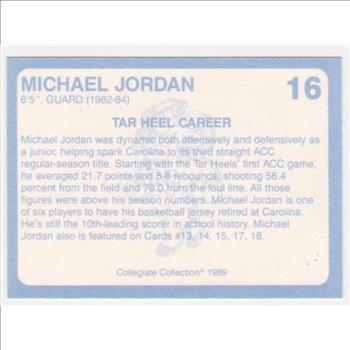 MICHAEL JORDAN 16
6'5", GUARD (1982-84)
TAR HEEL CAREER
Michael Jordan was dynamic both offensively and defensively as
a junior, helping spark Carolina to its third straight ACC
regular-season title. Starting with the Tar Heels' first ACC game,
he averaged 21.7 points and 5.8 rebounds, shooting 56.4
percent from the field and 78.0 from the foul line. All those
figures were above his season numbers. Michael Jordan is one
of six players to have his basketball jersey retired at Carolina.
He's still the 10th-leading scorer in school history. Michael
Jordan also is featured on Cards #13, 14, 15, 17, 18.
Collegiate Collection® 1989